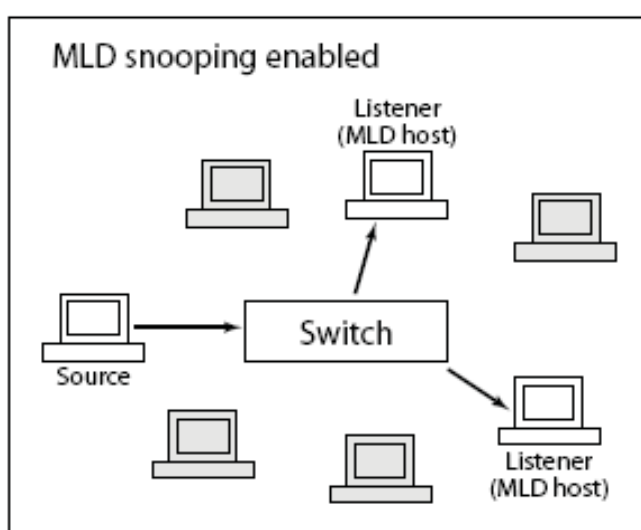 MLD snooping enabled
Listener
(MLD host)
Source
Switch
Listener
(MLD host)